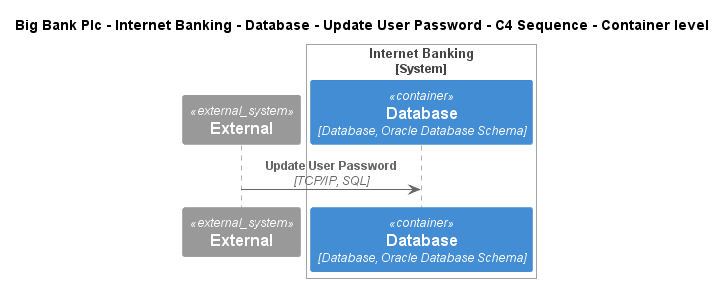 Big Bank Plc - Internet Banking - Database - Update User Password - C4 Sequence - Container level
Internet Banking
[System]
«external_system»
External
«container»
Database
[Database, Oracle Database Schema]
Update User Password
[TCP/IP, SQL]
«external_system»
External
«container»
Database
[Database, Oracle Database Schema]